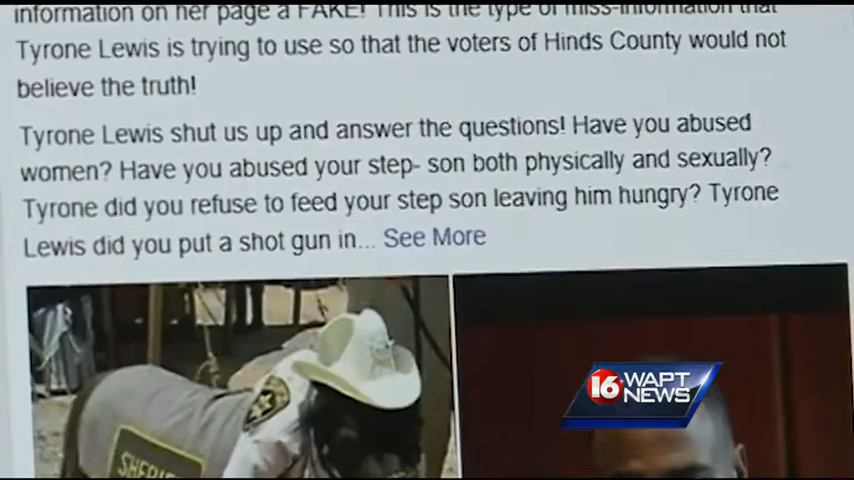 information on her page a FAKE! This is the type of miss-information that
Tyrone Lewis is trying to use so that the voters of Hinds County would not
believe the truth!
Tyrone Lewis shut us up and answer the questions! Have you abused
women? Have you abused your step- son both physically and sexually?
Tyrone did you refuse to feed your step son leaving him hungry? Tyrone
Lewis did you put a shot gun in... See More
SHERIFF
16 WAPT
NEWS